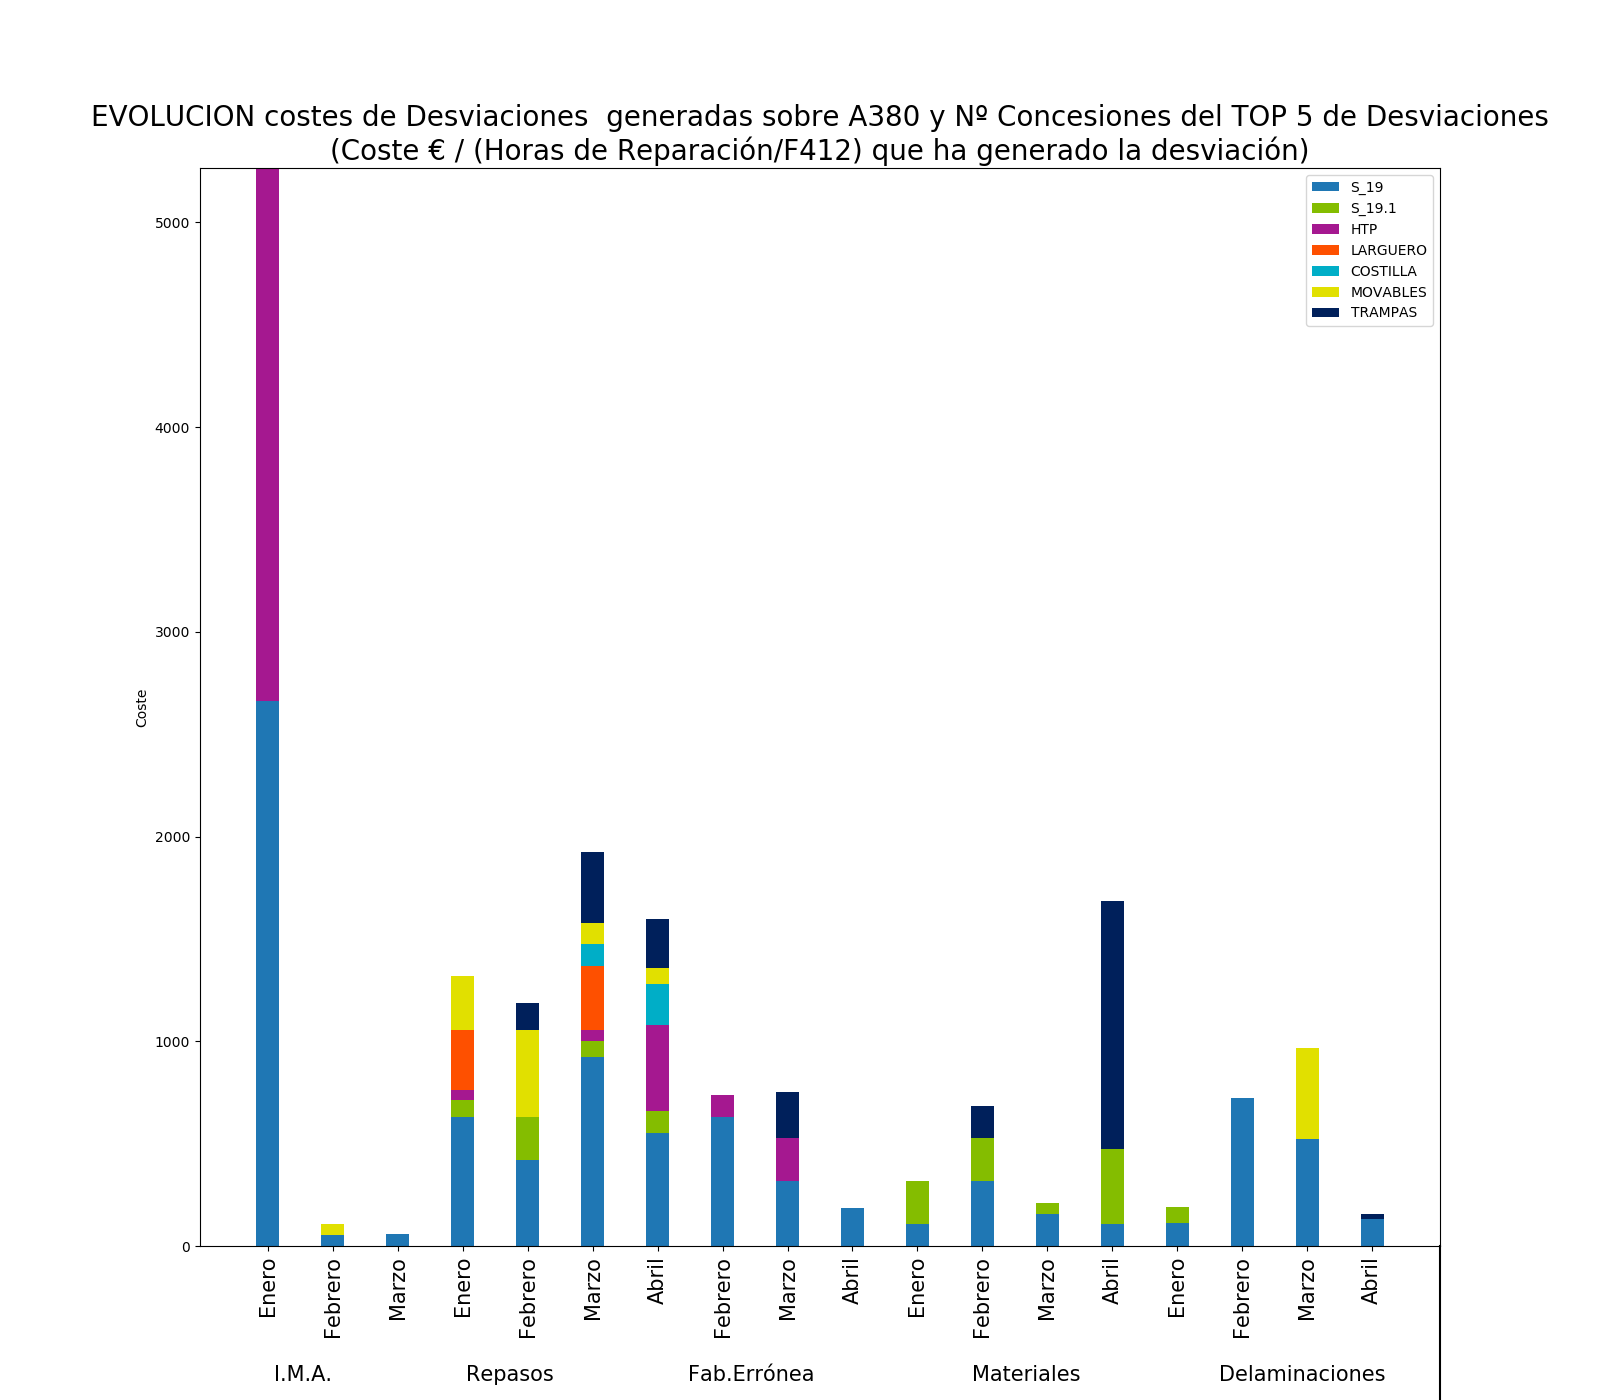 EVOLUCION costes de Desviaciones  generadas sobre A380 y Nº Concesiones del TOP 5 de Desviaciones
(Coste € / (Horas de Reparación/F412) que ha generado la desviación)
S_19
S_19.1
HTP
LARGUERO
COSTILLA
MOVABLES
TRAMPAS
5000
4000
3000
2000
1000
0
Coste
Enero
Febrero
Marzo
Enero
Febrero
Marzo
Abril
Febrero
Marzo
Abril
Enero
Febrero
Marzo
Abril
Enero
Febrero
Marzo
Abril
I.M.A.
Repasos
Fab.Errónea
Materiales
Delaminaciones